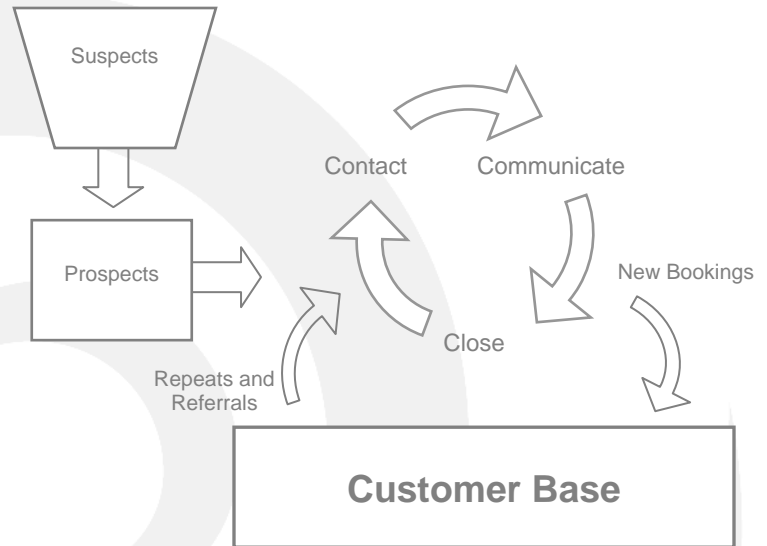 Suspects
Contact
Communicate
Prospects
New Bookings
Close
Repeats and
Referrals
Customer Base